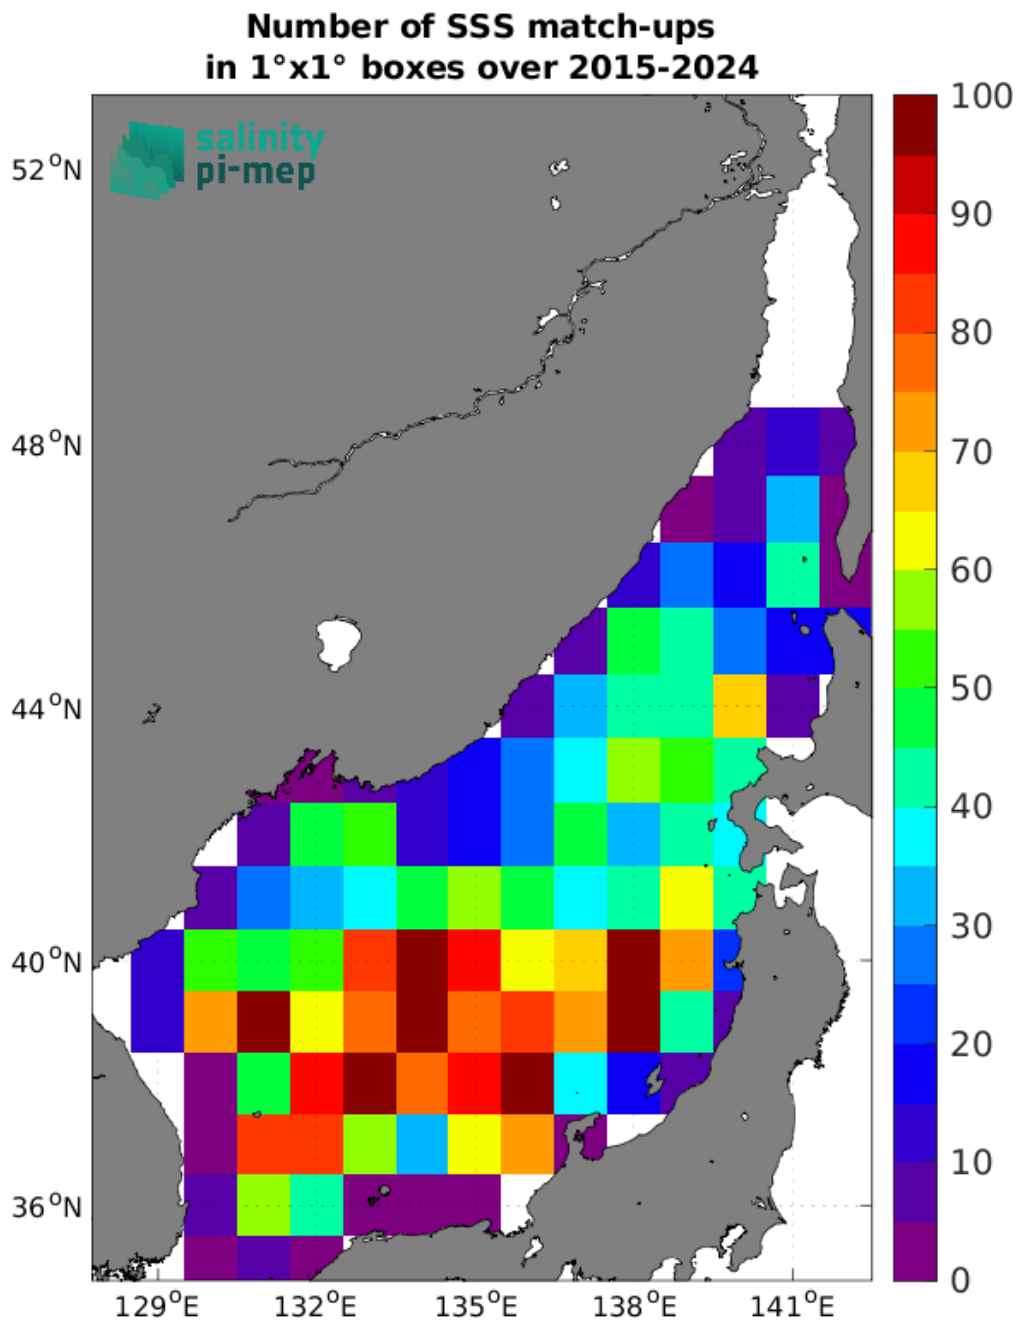 Number of SSS match-ups
in 1°x1° boxes over 2015-2024
salinity
pi-mep
52°N
48°N
44°N
40°N
36°N
129°E 132°E 135°E 138°E 141°E
100
90
80
70
60
50
40
30
20
10
0